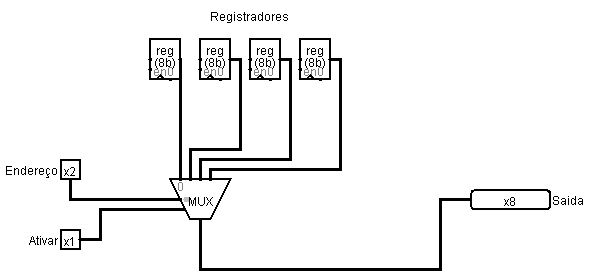 Registradores
reg reg reg reg
(8b) (8b) (8b) (8b)
en0 en0 en0 en0
Endereço x2
0
MUX
x8 Saida
Ativar x1